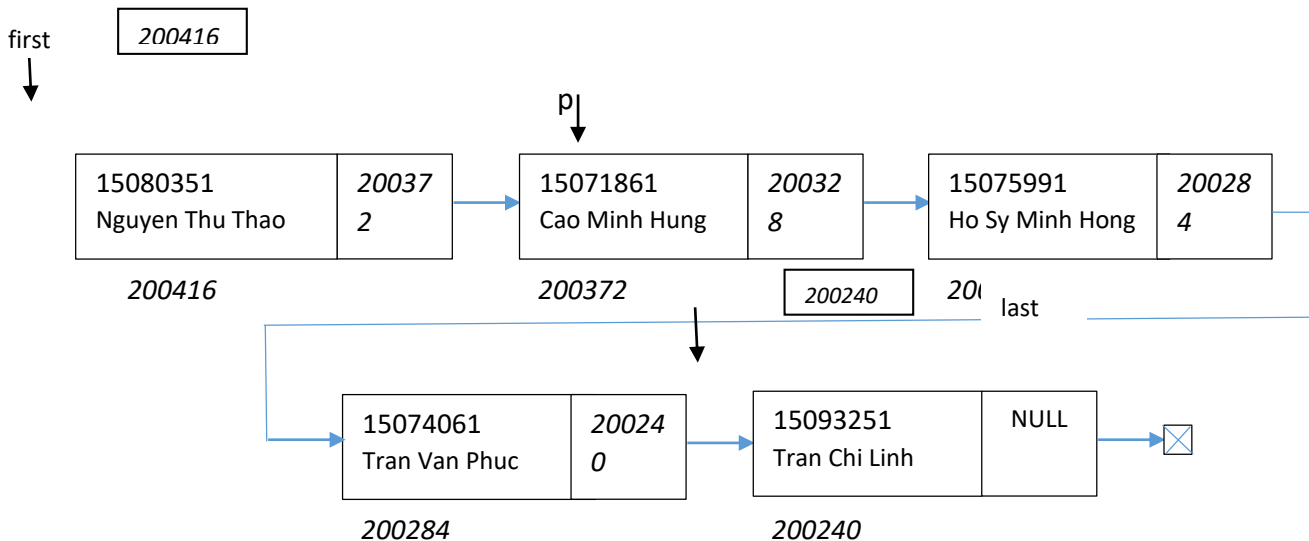 first
200416
p
15080351
Nguyen Thu Thao
20037
2
15071861
Cao Minh Hung
20032
8
15075991
Ho Sy Minh Hong
20028
4
200416
200372
200240
last
15074061
Tran Van Phuc
20024
0
15093251
Tran Chi Linh
NULL
200284
200240